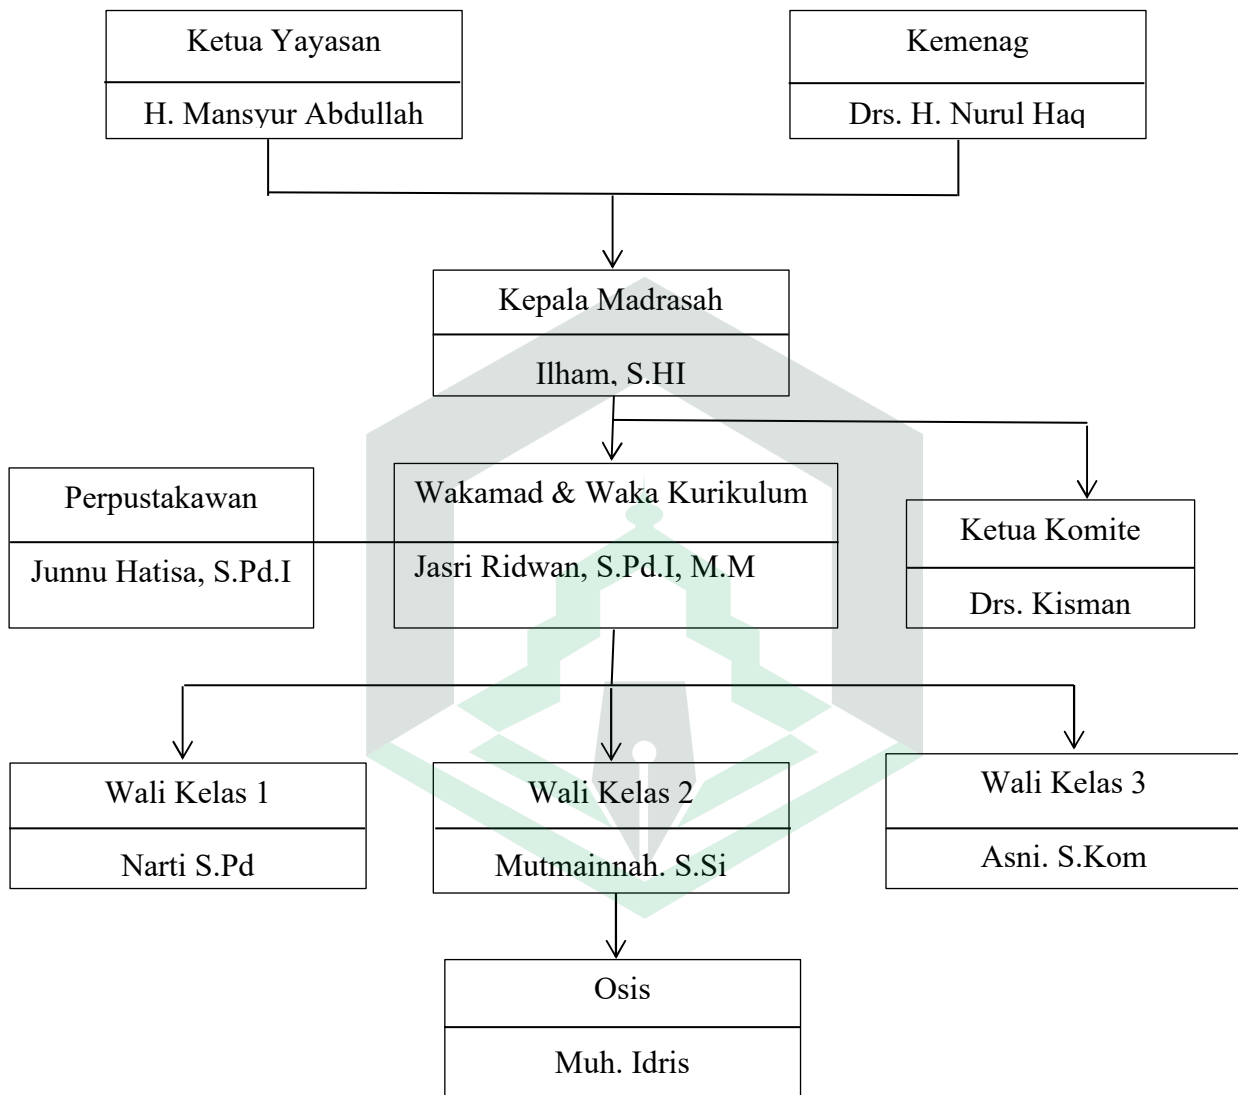 Ketua Yayasan
H. Mansyur Abdullah
Kemenag
Drs. H. Nurul Haq
Kepala Madrasah
Ilham, S.HI
Perpustakawan
Junnu Hatisa, S.Pd.I
Wakamad & Waka Kurikulum
Jasri Ridwan, S.Pd.I, M.M
Ketua Komite
Drs. Kisman
Wali Kelas 1
Narti S.Pd
Wali Kelas 2
Mutmainnah. S.Si
Wali Kelas 3
Asni. S.Kom
Osis
Muh. Idris